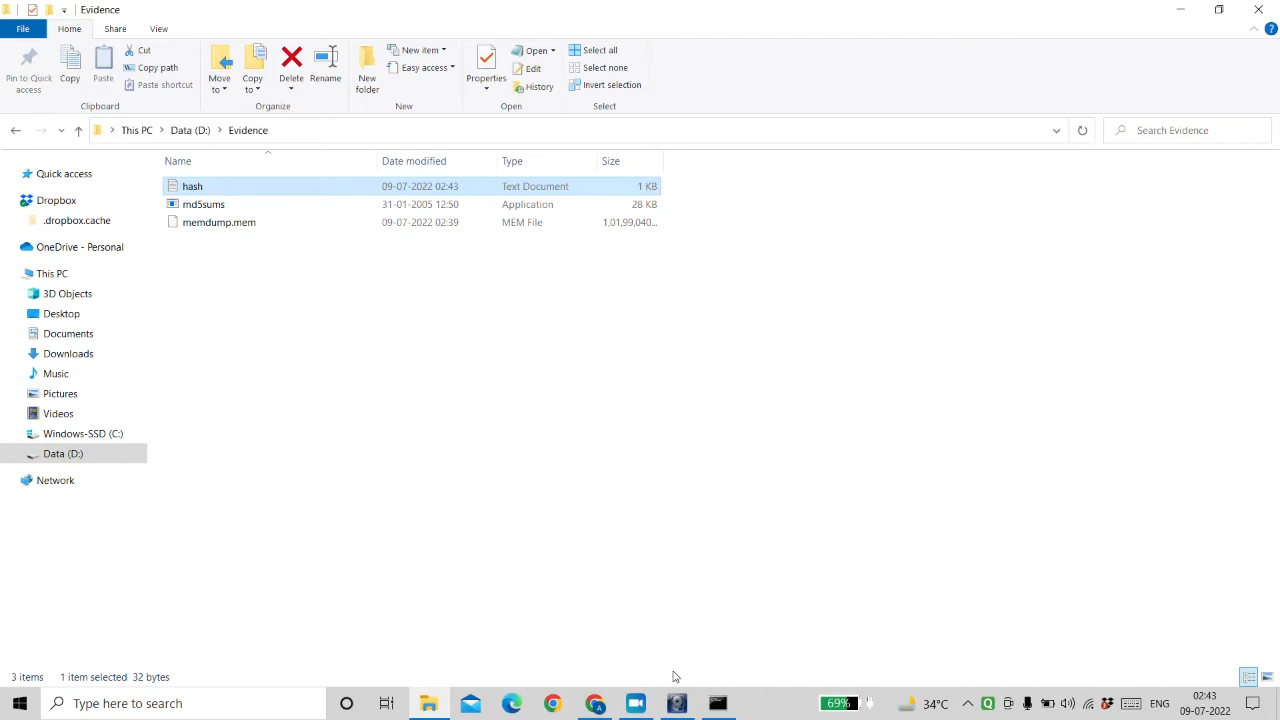 Evidence
File Home Share View
Pin to Quick access
Copy
Paste
Cut
Copy path
Paste shortcut
Clipboard
Move to
Copy to
Delete
Rename
Organize
New folder
New item
Easy access
New
Properties
Open
Edit
History
Open
Select all
Select none
Invert selection
Select
This PC Data (D:) Evidence
Search Evidence
Name Date modified Type Size
hash 09-07-2022 02:43 Text Document 1 KB
md5sums 31-01-2005 12:50 Application 28 KB
memdump.mem 09-07-2022 02:39 MEM File 1,01,99,040...
Quick access
Dropbox
.dropbox.cache
OneDrive - Personal
This PC
3D Objects
Desktop
Documents
Downloads
Music
Pictures
Videos
Windows-SSD (C:)
Data (D:)
Network
3 items 1 item selected 32 bytes
Type here to search
69%
34°C
ENG
02:43
09-07-2022